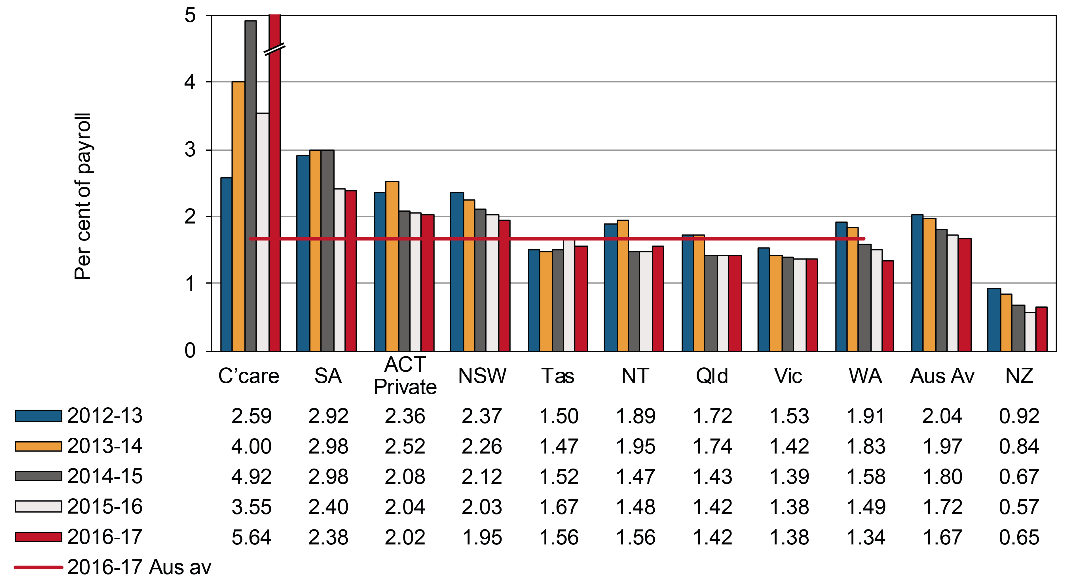 5
4
3
2
1
0
Per cent of payroll
C'care SA ACT Private NSW Tas NT Qld Vic WA Aus Av NZ
2012-13 2.59 2.92 2.36 2.37 1.50 1.89 1.72 1.53 1.91 2.04 0.92
2013-14 4.00 2.98 2.52 2.26 1.47 1.95 1.74 1.42 1.83 1.97 0.84
2014-15 4.92 2.98 2.08 2.12 1.52 1.47 1.43 1.39 1.58 1.80 0.67
2015-16 3.55 2.40 2.04 2.03 1.67 1.48 1.42 1.38 1.49 1.72 0.57
2016-17 5.64 2.38 2.02 1.95 1.56 1.56 1.42 1.38 1.34 1.67 0.65
2016-17 Aus av